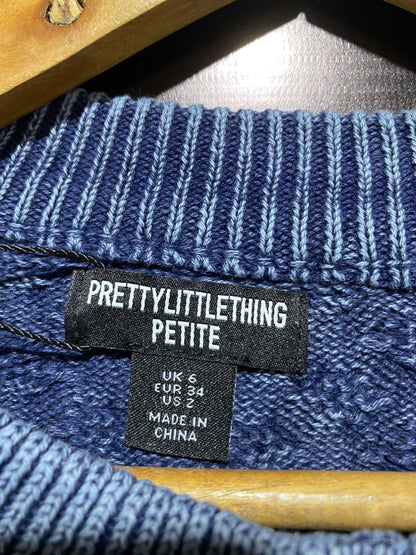 PRETTYLITTLETHING
PETITE
UK 6
EUR 34
US 2
MADE IN
CHINA